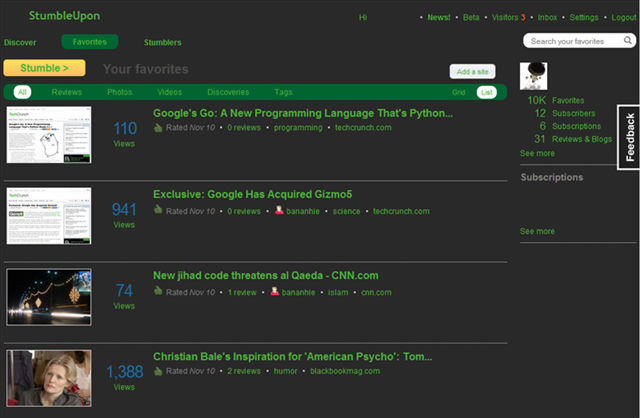 StumbleUpon
Hi • News! • Beta • Visitors 3 • Inbox • Settings • Logout
Discover Favorites Stumblers
Search your favorites
Stumble > Your favorites Add a site
All Reviews Photos Videos Discoveries Tags Grid List
10K Favorites
12 Subscribers
6 Subscriptions
31 Reviews & Blogs
See more
Subscriptions
See more
Feedback
TechCrunch
Google's Go: A New Programming Language That's Python...
110 Views
Rated Nov 10 • 0 reviews • programming • techcrunch.com
TechCrunch
Exclusive: Google Has Acquired Gizmo5
941 Views
Rated Nov 10 • 0 reviews • bananhie • science • techcrunch.com
New jihad code threatens al Qaeda - CNN.com
74 Views
Rated Nov 10 • 1 review • bananhie • islam • cnn.com
Christian Bale's Inspiration for 'American Psycho': Tom...
1,388 Views
Rated Nov 10 • 2 reviews • humor • blackbookmag.com